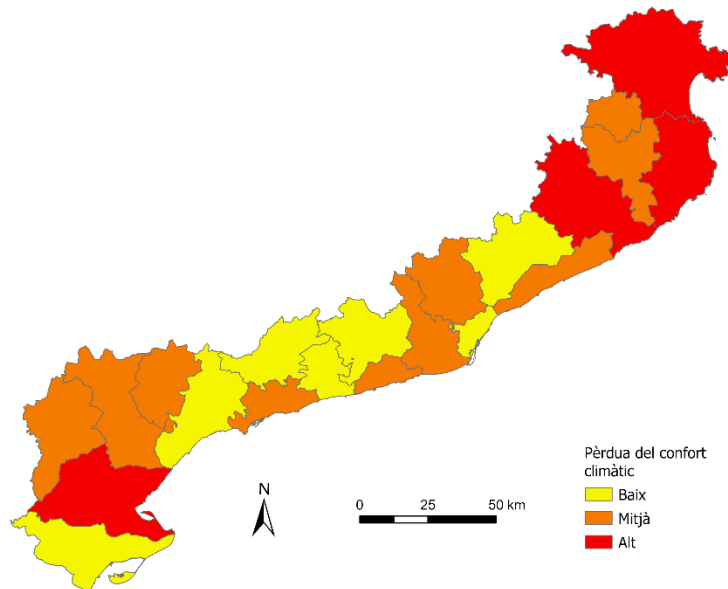 Pèrdua del confort
climàtic
Baix
Mitjà
Alt
N
0 25 50 km